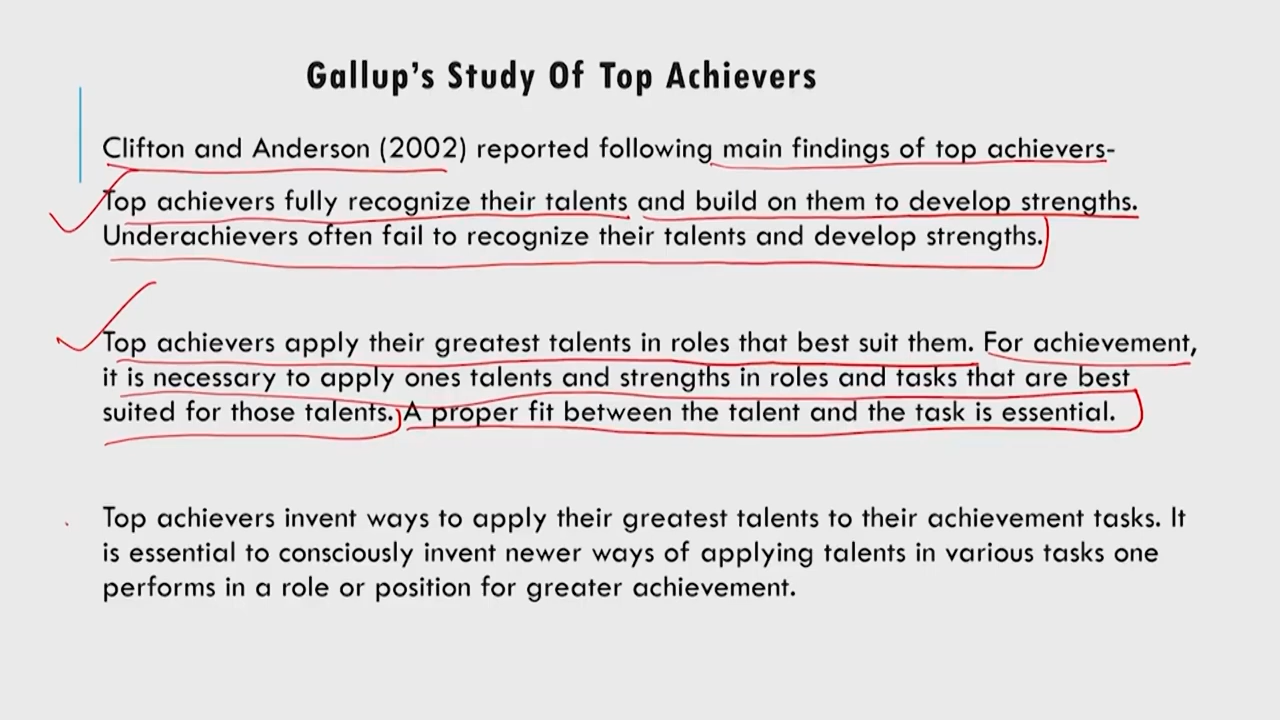 Gallup's Study Of Top Achievers
Clifton and Anderson (2002) reported following main findings of top achievers-
Top achievers fully recognize their talents and build on them to develop strengths.
Underachievers often fail to recognize their talents and develop strengths.
Top achievers apply their greatest talents in roles that best suit them. For achievement,
it is necessary to apply ones talents and strengths in roles and tasks that are best
suited for those talents. A proper fit between the talent and the task is essential.
Top achievers invent ways to apply their greatest talents to their achievement tasks. It
is essential to consciously invent newer ways of applying talents in various tasks one
performs in a role or position for greater achievement.